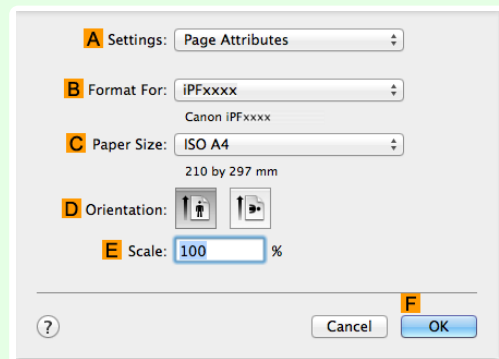 A Settings: Page Attributes
B Format For: iPFxxxx
Canon iPFxxxx
C Paper Size: ISO A4
210 by 297 mm
D Orientation:
E Scale: 100 %
F
? Cancel OK